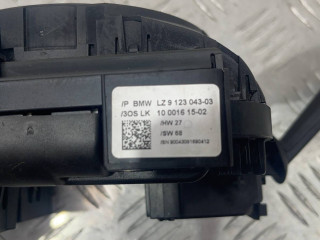 /P BMW LZ 9 123 043-03
/3OS LK 10 0016 15-02
/HW 27
/SW 68